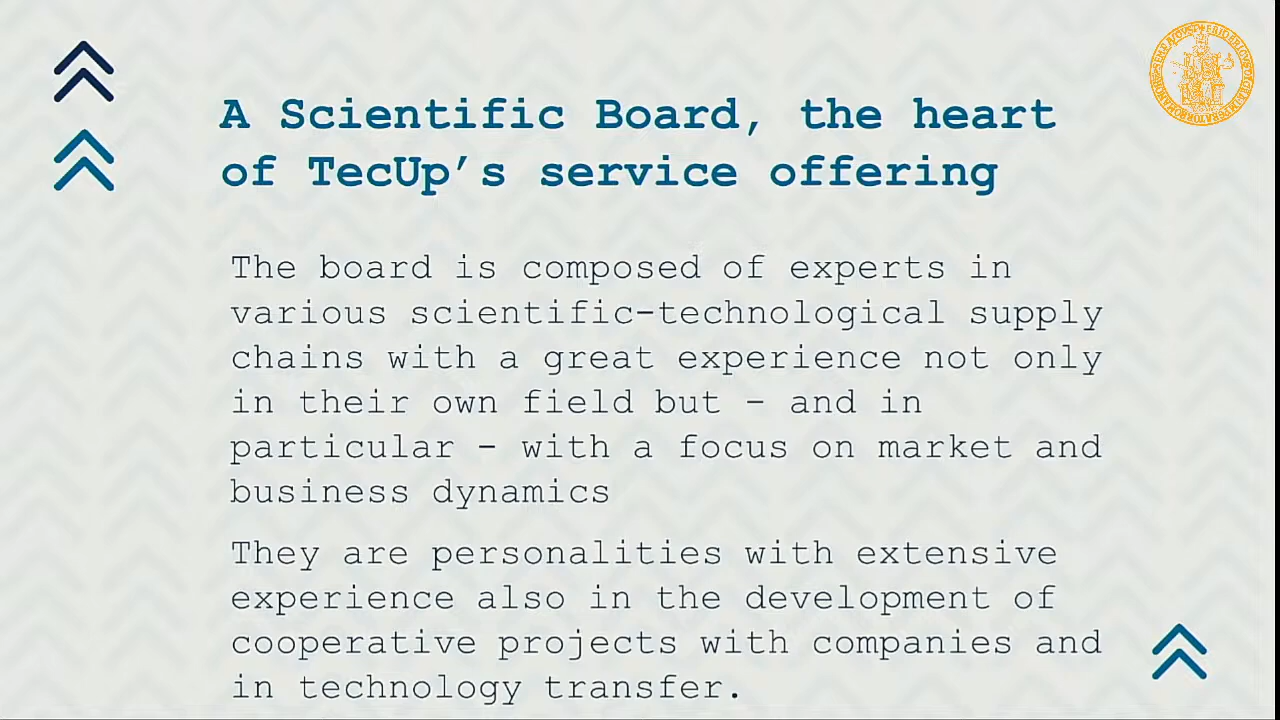 A Scientific Board, the heart
of TecUp's service offering
The board is composed of experts in
various scientific-technological supply
chains with a great experience not only
in their own field but – and in
particular – with a focus on market and
business dynamics
They are personalities with extensive
experience also in the development of
cooperative projects with companies and
in technology transfer.